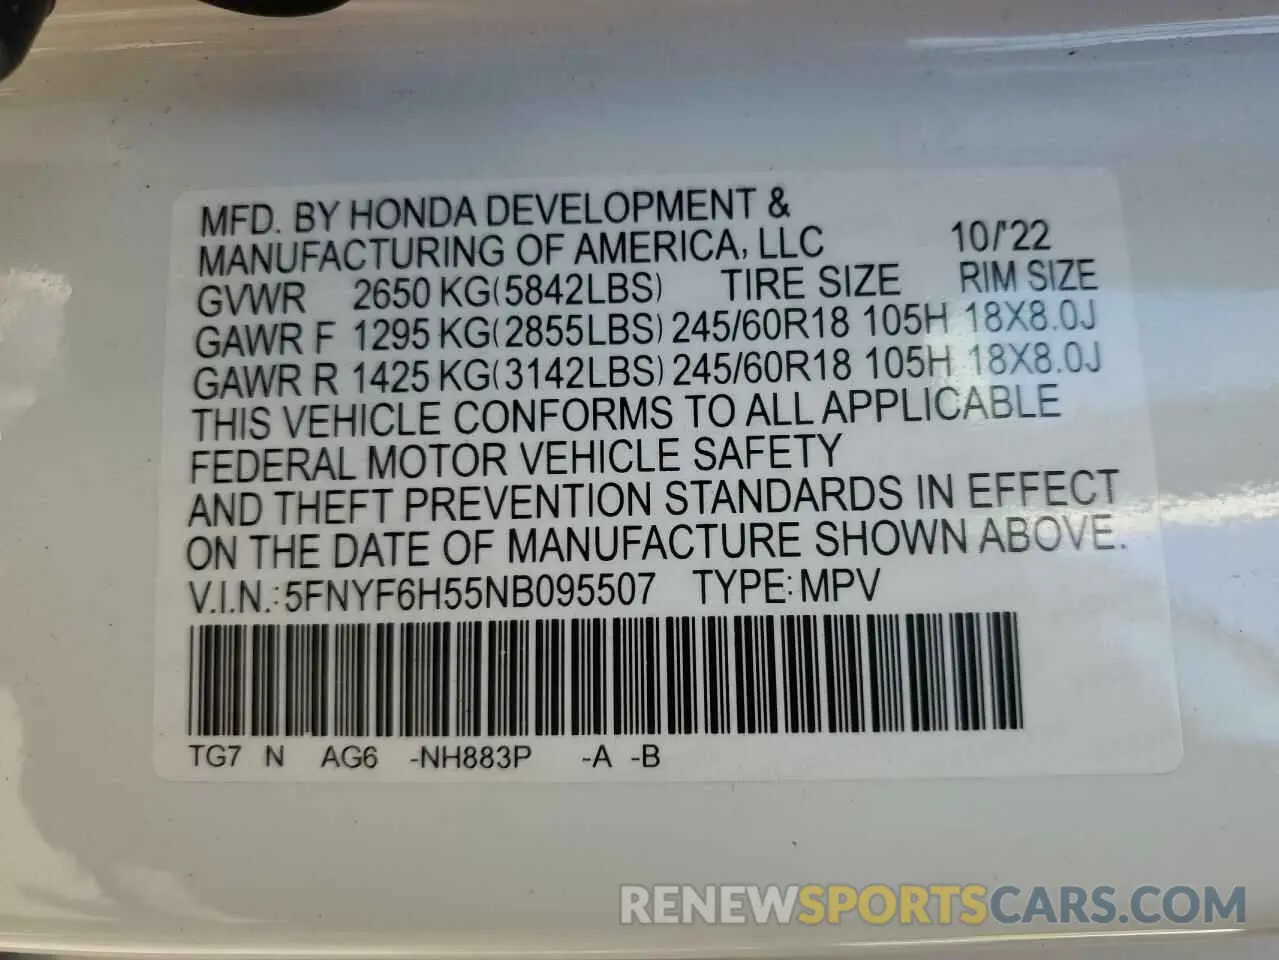 MFD. BY HONDA DEVELOPMENT &
MANUFACTURING OF AMERICA, LLC 10/'22
GVWR 2650 KG(5842LBS) TIRE SIZE RIM SIZE
GAWR F 1295 KG(2855LBS) 245/60R18 105H 18X8.0J
GAWR R 1425 KG(3142LBS) 245/60R18 105H 18X8.0J
THIS VEHICLE CONFORMS TO ALL APPLICABLE
FEDERAL MOTOR VEHICLE SAFETY
AND THEFT PREVENTION STANDARDS IN EFFECT
ON THE DATE OF MANUFACTURE SHOWN ABOVE.
V.I.N.:5FNYF6H55NB095507 TYPE:MPV
TG7 N AG6 -NH883P -A -B
RENEWSPORTSCARS.COM